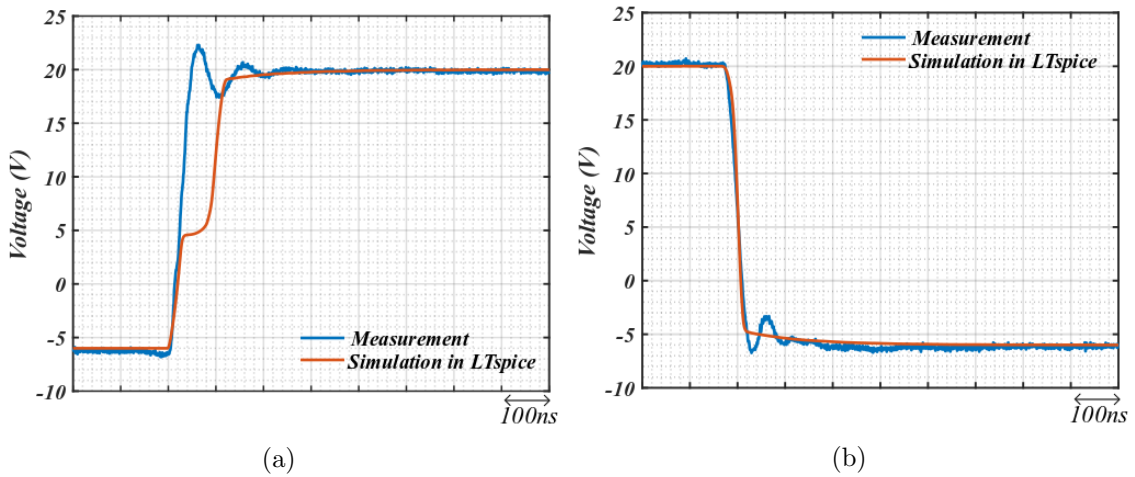 25
20
15
10
5
0
-5
-10
Voltage (V)
Measurement
Simulation in LTspice
100ns
(a)
25
20
15
10
5
0
-5
-10
Voltage (V)
Measurement
Simulation in LTspice
100ns
(b)